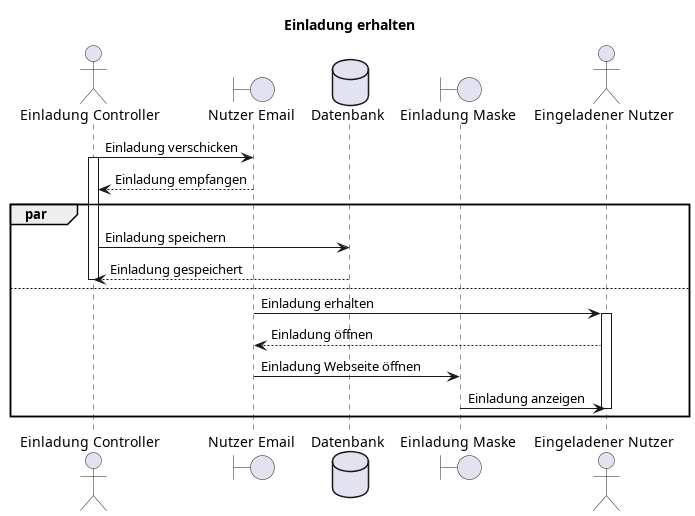 Einladung erhalten
Einladung Controller
Nutzer Email
Datenbank
Einladung Maske
Eingeladener Nutzer
Einladung verschicken
Einladung empfangen
par
Einladung speichern
Einladung gespeichert
Einladung erhalten
Einladung öffnen
Einladung Webseite öffnen
Einladung anzeigen
Einladung Controller
Nutzer Email
Datenbank
Einladung Maske
Eingeladener Nutzer